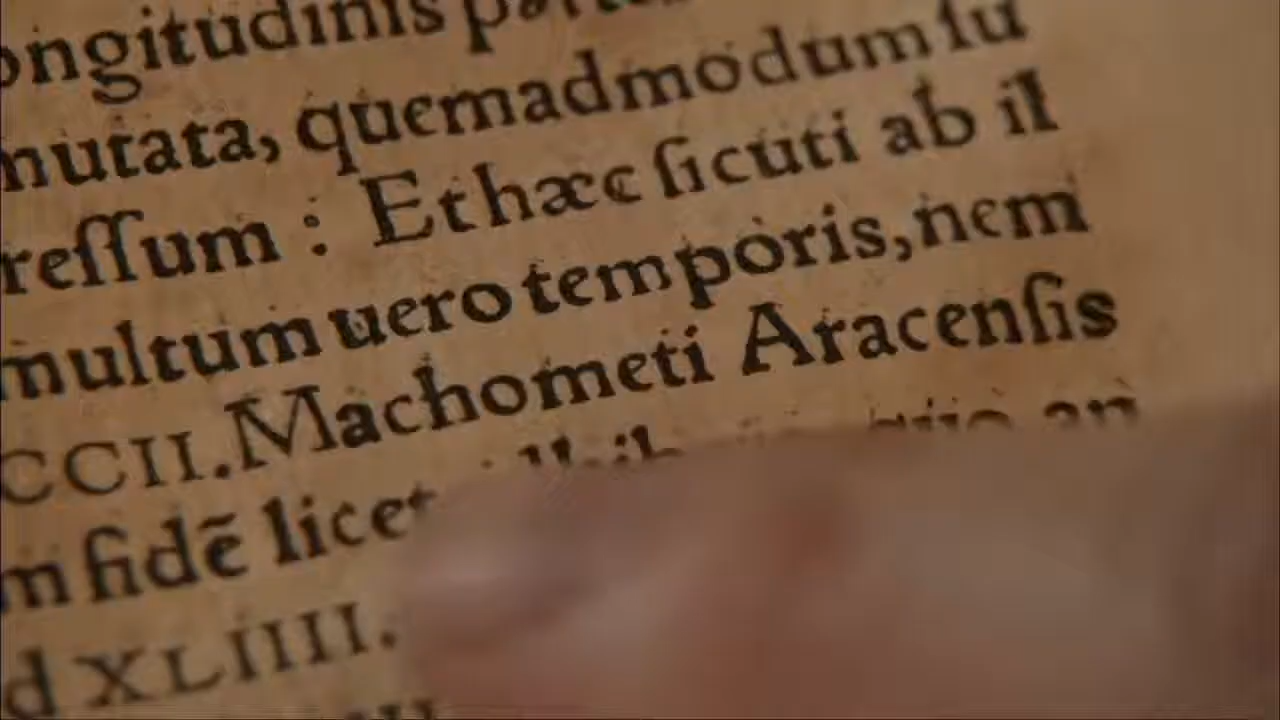 ongitudinis
mutata, quemadmodum ſu
reſſum : Et hæc ſicuti ab il
multum uero temporis, nem
CCII. Machometi Aracenſis
m fidē licet
d XLIIII.